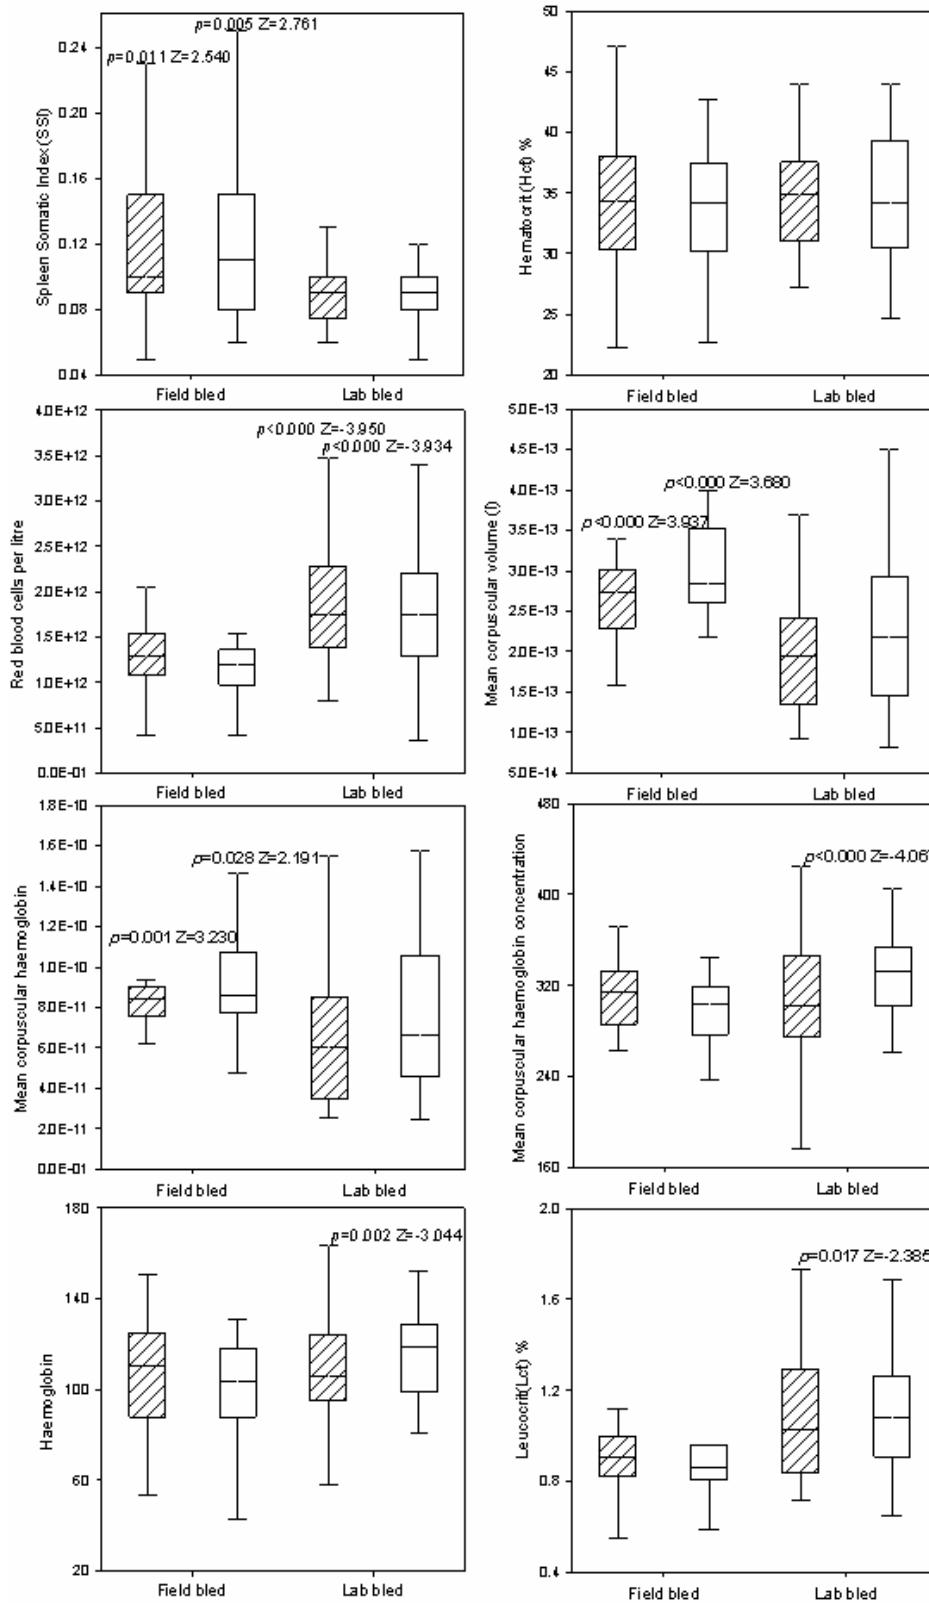 p=0.005 Z=2.761
p=0.011 Z=2.540
Spleen Somatic Index (SSI)
0.24
0.20
0.16
0.12
0.08
0.04
Field bled Lab bled
Hematocrit (Hct) %
50
45
40
35
30
25
20
Field bled Lab bled
p<0.000 Z=-3.950
p<0.000 Z=-3.934
Red blood cells per litre
4.0E+12
3.5E+12
3.0E+12
2.5E+12
2.0E+12
1.5E+12
1.0E+12
5.0E+11
0.0E-01
Field bled Lab bled
p<0.000 Z=3.680
p<0.000 Z=3.937
Mean corpuscular volume (l)
5.0E-13
4.5E-13
4.0E-13
3.5E-13
3.0E-13
2.5E-13
2.0E-13
1.5E-13
1.0E-13
5.0E-14
Field bled Lab bled
p=0.028 Z=2.191
p=0.001 Z=3.230
Mean corpuscular haemoglobin
1.8E-10
1.6E-10
1.4E-10
1.2E-10
1.0E-10
8.0E-11
6.0E-11
4.0E-11
2.0E-11
0.0E-01
Field bled Lab bled
p<0.000 Z=-4.067
Mean corpuscular haemoglobin concentration
480
400
320
240
160
Field bled Lab bled
p=0.002 Z=-3.044
Haemoglobin
180
140
100
60
20
Field bled Lab bled
p=0.017 Z=-2.385
Leucocrit(Lct) %
2.0
1.6
1.2
0.8
0.4
Field bled Lab bled